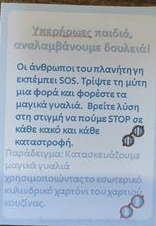 Υπερήρωες παιδιά,
αναλαμβάνουμε δουλειά!
Οι άνθρωποι του πλανήτη γη
εκπέμπει SOS. Τρίψτε τη μύτη
μια φορά και φορέστε τα
μαγικά γυαλιά. Βρείτε λύση
στη στιγμή να πούμε STOP σε
κάθε κακό και κάθε
καταστροφή.
Παράδειγμα: Κατασκευάζουμε
μαγικά γυαλιά
χρησιμοποιώντας το εσωτερικό
κυλινδρικό χαρτόνι του χαρτιού
κουζίνας.